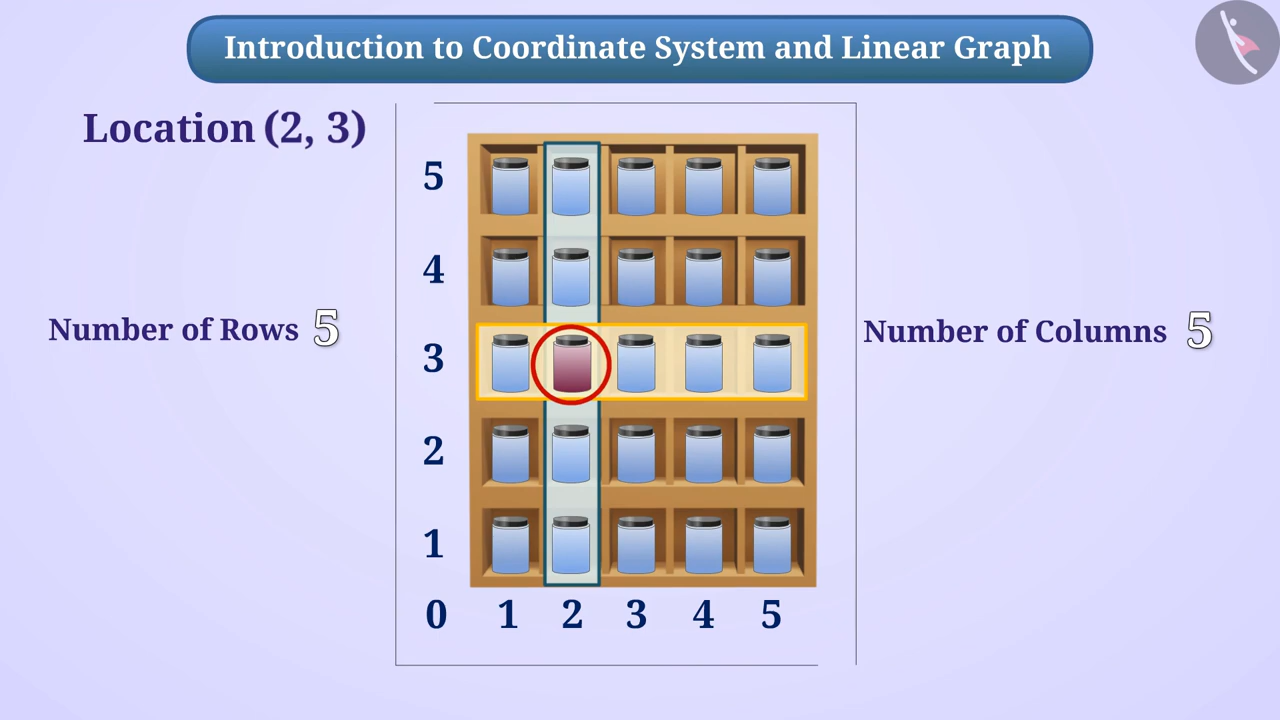 Introduction to Coordinate System and Linear Graph
Location (2, 3)
5
4
Number of Rows 5
3
Number of Columns 5
2
1
0 1 2 3 4 5